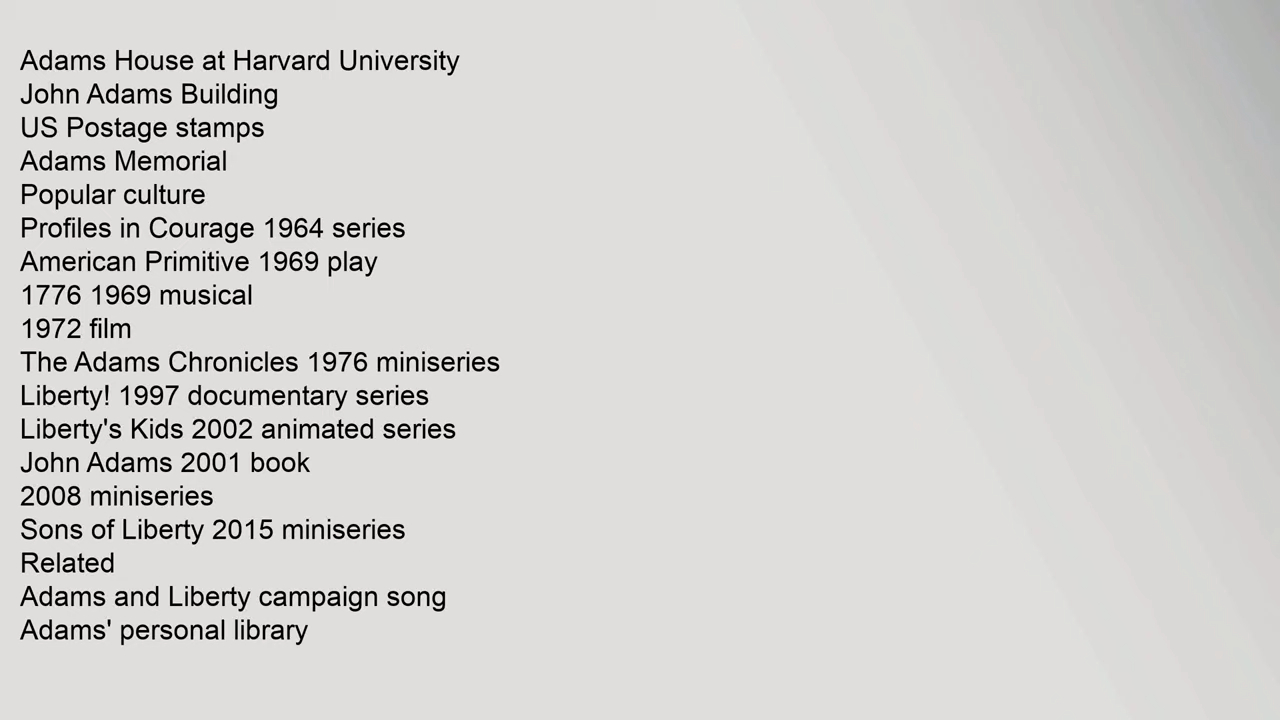 Adams House at Harvard University
John Adams Building
US Postage stamps
Adams Memorial
Popular culture
Profiles in Courage 1964 series
American Primitive 1969 play
1776 1969 musical
1972 film
The Adams Chronicles 1976 miniseries
Liberty! 1997 documentary series
Liberty's Kids 2002 animated series
John Adams 2001 book
2008 miniseries
Sons of Liberty 2015 miniseries
Related
Adams and Liberty campaign song
Adams' personal library